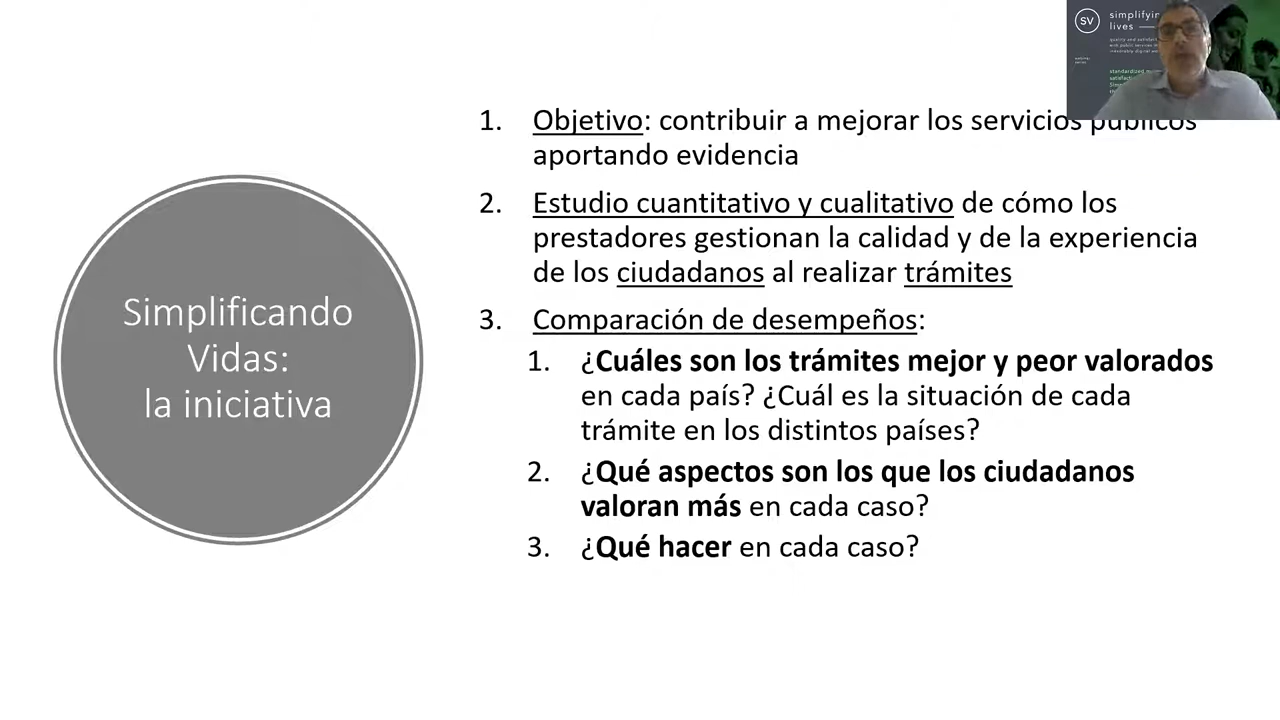 Simplificando
Vidas:
la iniciativa
1. Objetivo: contribuir a mejorar los servicios públicos
aportando evidencia
2. Estudio cuantitativo y cualitativo de cómo los
prestadores gestionan la calidad y de la experiencia
de los ciudadanos al realizar trámites
3. Comparación de desempeños:
1. ¿Cuáles son los trámites mejor y peor valorados
en cada país? ¿Cuál es la situación de cada
trámite en los distintos países?
2. ¿Qué aspectos son los que los ciudadanos
valoran más en cada caso?
3. ¿Qué hacer en cada caso?
SV
simplifyin
lives